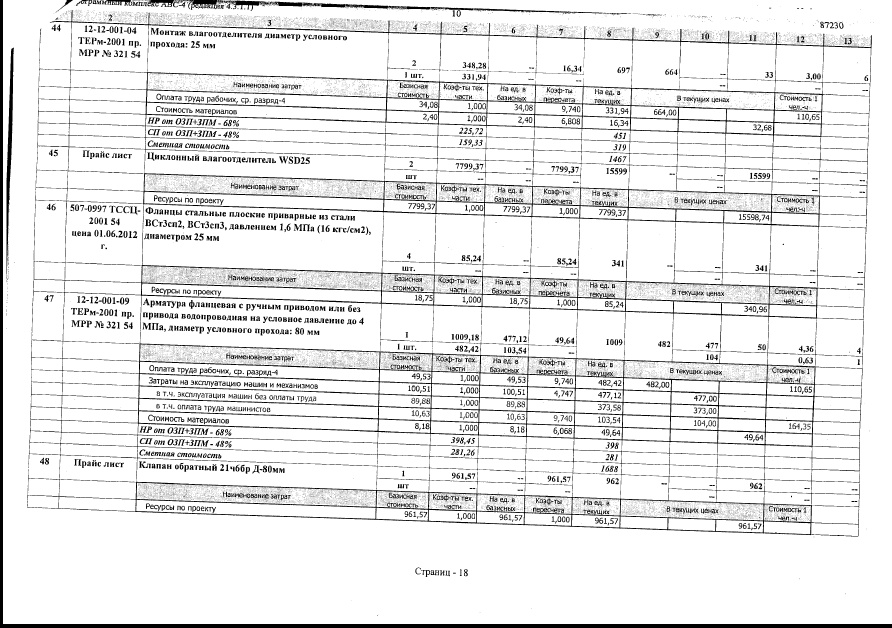 программный комплекс АВС-4 (редакция 4.3.1.1)
10
87230
1 2 3 4 5 6 7 8 9 10 11 12 13
44 12-12-001-04 Монтаж влагоотделителя диаметр условного
ТЕРм-2001 пр. прохода: 25 мм
МРР № 321 54
2 348,28 -- 16,34 697 664 -- 33 3,00 6
1 шт. 331,94 -- -- -- --
Наименование затрат Базисная стоимость Коэф-ты тех. части На ед. в базисных Коэф-ты пересчета На ед. в текущих В текущих ценах Стоимость 1 чел.-ч
Оплата труда рабочих, ср. разряд-4 34,08 1,000 34,08 9,740 331,94 664,00 110,65
Стоимость материалов 2,40 1,000 2,40 6,808 16,34 32,68
НР от ОЗП+ЗПМ - 68% 225,72 451
СП от ОЗП+ЗПМ - 48% 159,33 319
Сметная стоимость 1467
45 Прайс лист Циклонный влагоотделитель WSD25
2 7799,37 -- 7799,37 15599 -- -- 15599 -- --
шт -- -- -- -- --
Наименование затрат Базисная стоимость Коэф-ты тех. части На ед. в базисных Коэф-ты пересчета На ед. в текущих В текущих ценах Стоимость 1 чел.-ч
Ресурсы по проекту 7799,37 1,000 7799,37 1,000 7799,37 15598,74
46 507-0997 ТССЦ- Фланцы стальные плоские приварные из стали
2001 54 ВСт3сп2, ВСт3сп3, давлением 1,6 МПа (16 кгс/см2),
цена 01.06.2012 диаметром 25 мм
г.
4 85,24 -- 85,24 341 -- -- 341 -- --
шт. -- -- -- -- --
Наименование затрат Базисная стоимость Коэф-ты тех. части На ед. в базисных Коэф-ты пересчета На ед. в текущих В текущих ценах Стоимость 1 чел.-ч
Ресурсы по проекту 18,75 1,000 18,75 1,000 85,24 340,96
47 12-12-001-09 Арматура фланцевая с ручным приводом или без
ТЕРм-2001 пр. привода водопроводная на условное давление до 4
МРР № 321 54 МПа, диаметр условного прохода: 80 мм
1 1009,18 477,12 49,64 1009 482 477 50 4,36 4
1 шт. 482,42 103,54 -- 104 0,63 1
Наименование затрат Базисная стоимость Коэф-ты тех. части На ед. в базисных Коэф-ты пересчета На ед. в текущих В текущих ценах Стоимость 1 чел.-ч
Оплата труда рабочих, ср. разряд-4 49,53 1,000 49,53 9,740 482,42 482,00 110,65
Затраты на эксплуатацию машин и механизмов 100,51 1,000 100,51 4,747 477,12 477,00
в т.ч. эксплуатация машин без оплаты труда 89,88 1,000 89,88 373,58 373,00
в т.ч. оплата труда машинистов 10,63 1,000 10,63 9,740 103,54 104,00 164,35
Стоимость материалов 8,18 1,000 8,18 6,068 49,64 49,64
НР от ОЗП+ЗПМ - 68% 398,45 398
СП от ОЗП+ЗПМ - 48% 281,26 281
Сметная стоимость 1688
48 Прайс лист Клапан обратный 21ч6бр Д-80мм
1 961,57 -- 961,57 962 -- -- 962 -- --
шт -- -- -- -- --
Наименование затрат Базисная стоимость Коэф-ты тех. части На ед. в базисных Коэф-ты пересчета На ед. в текущих В текущих ценах Стоимость 1 чел.-ч
Ресурсы по проекту 961,57 1,000 961,57 1,000 961,57 961,57
Страниц - 18